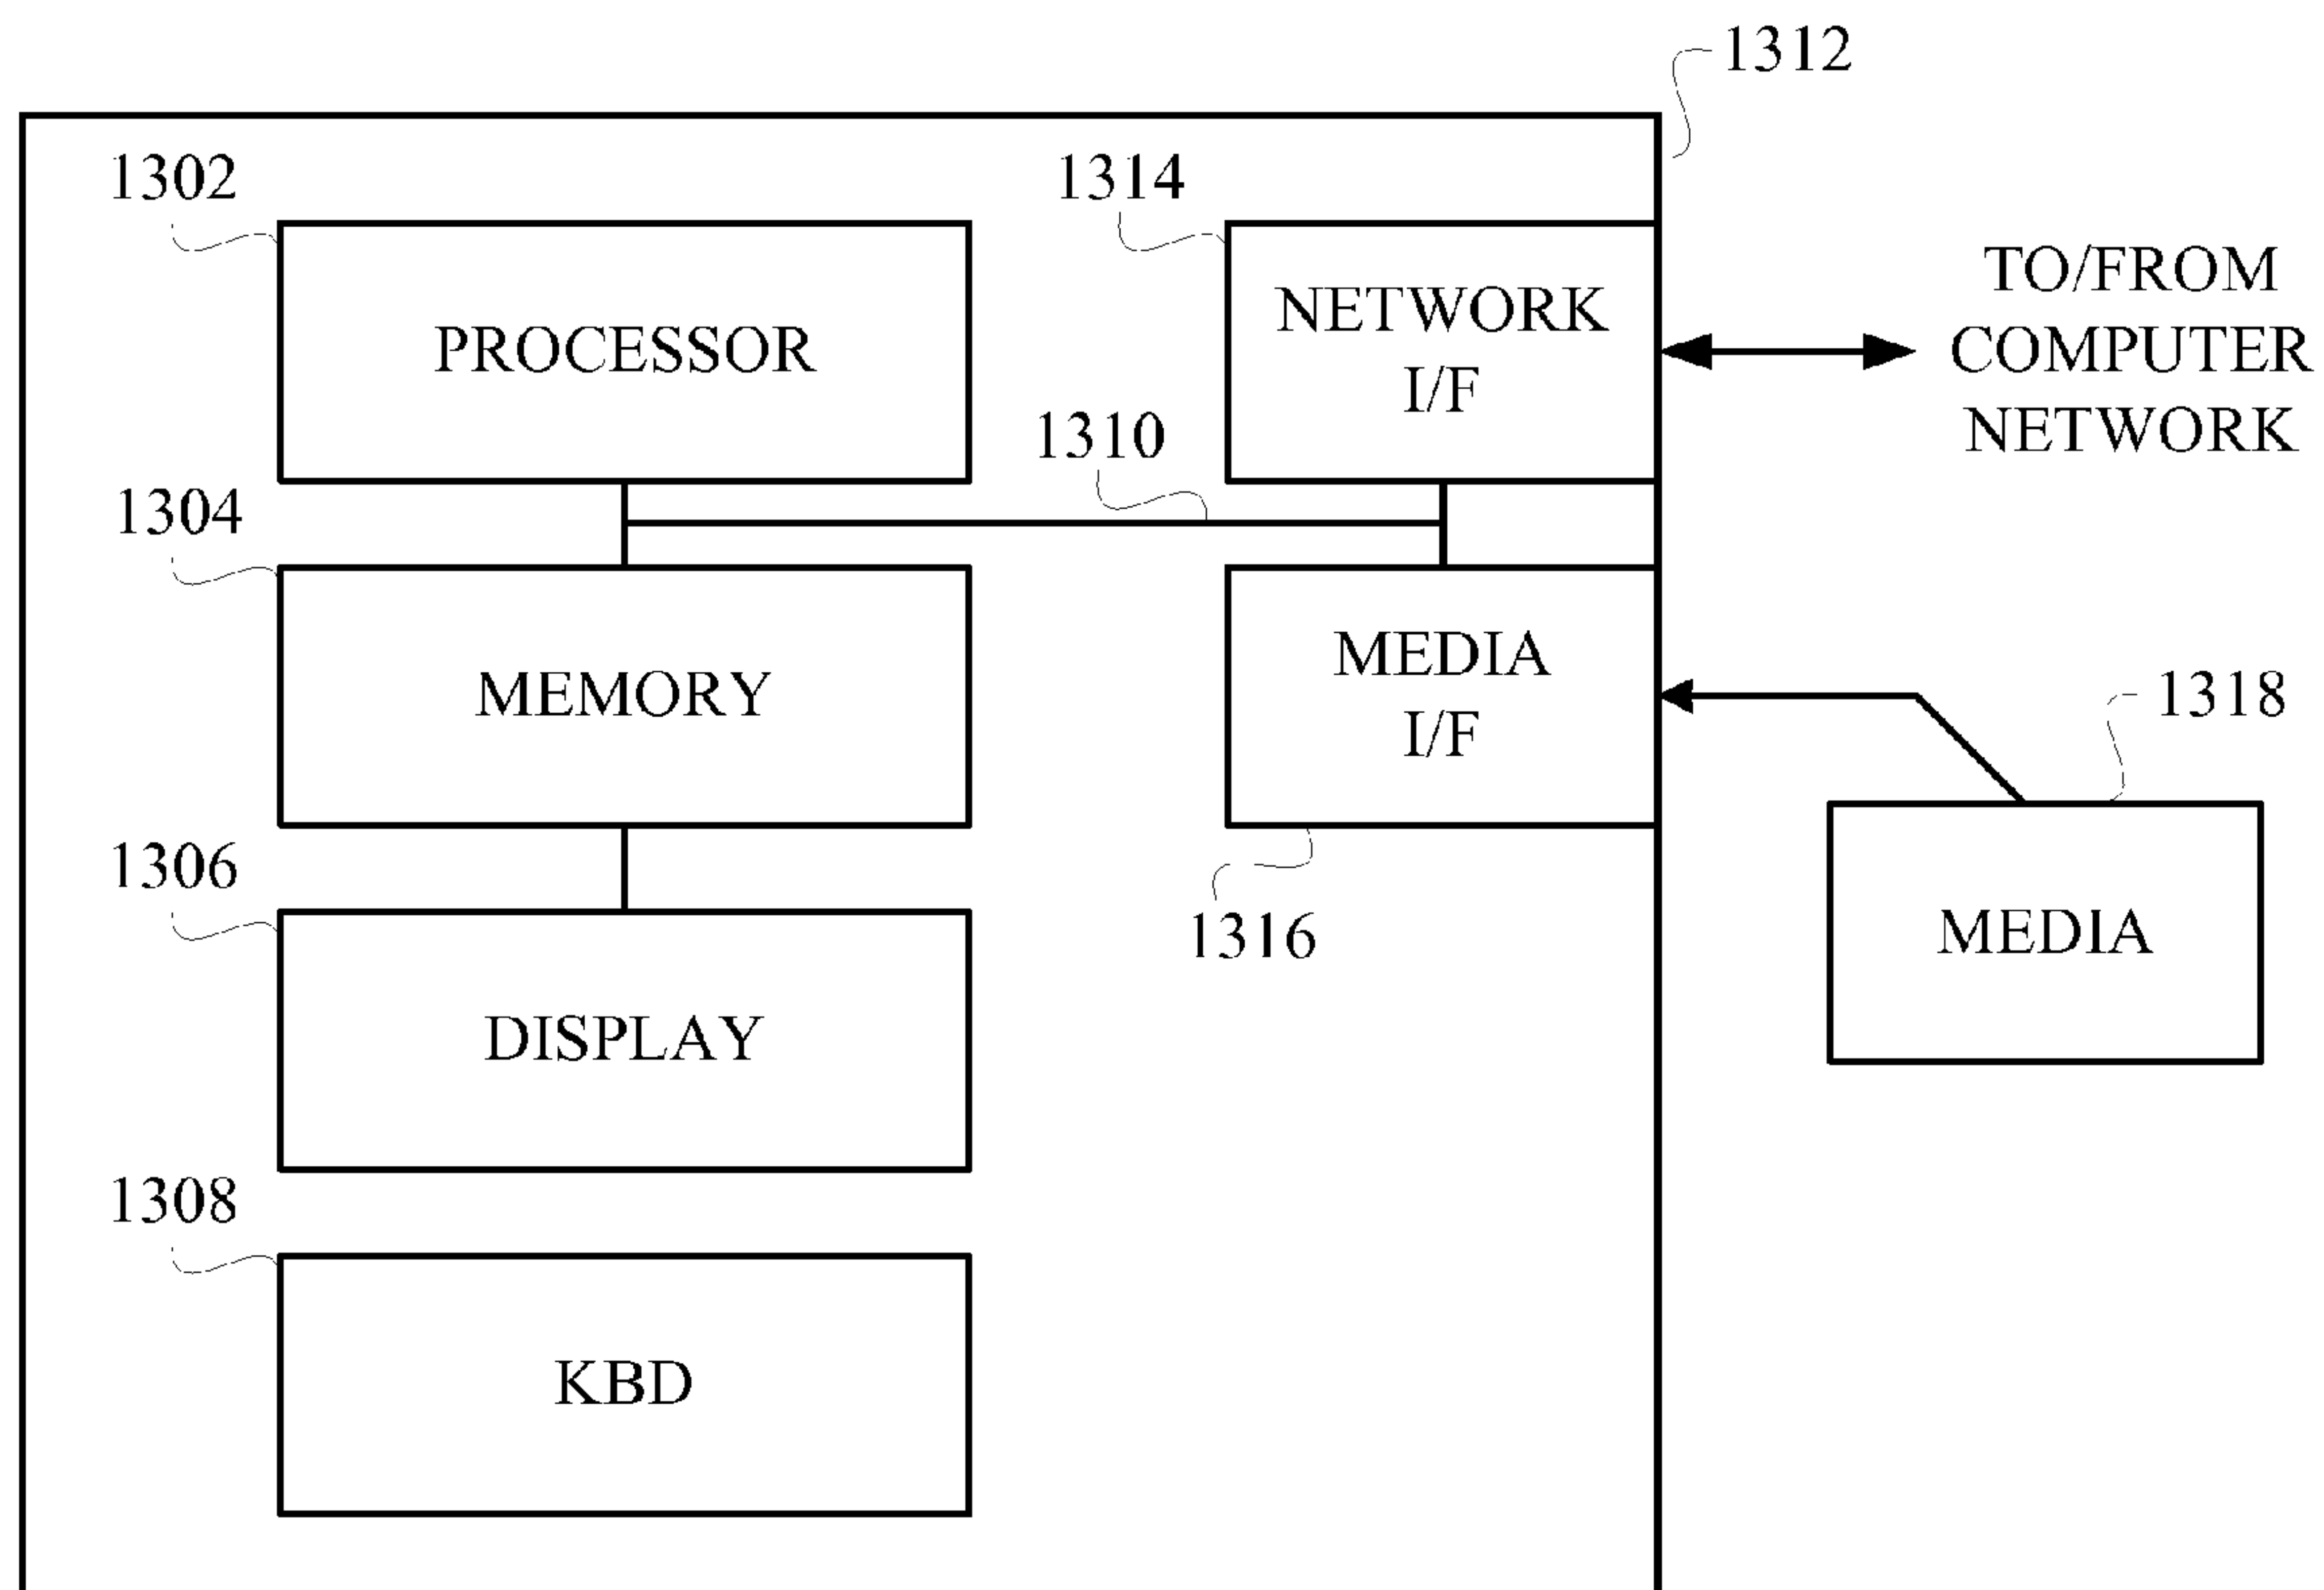 1312
1302
1314
PROCESSOR
NETWORK
I/F
TO/FROM
COMPUTER
NETWORK
1310
1304
MEMORY
MEDIA
I/F
1318
1306
1316
MEDIA
DISPLAY
1308
KBD